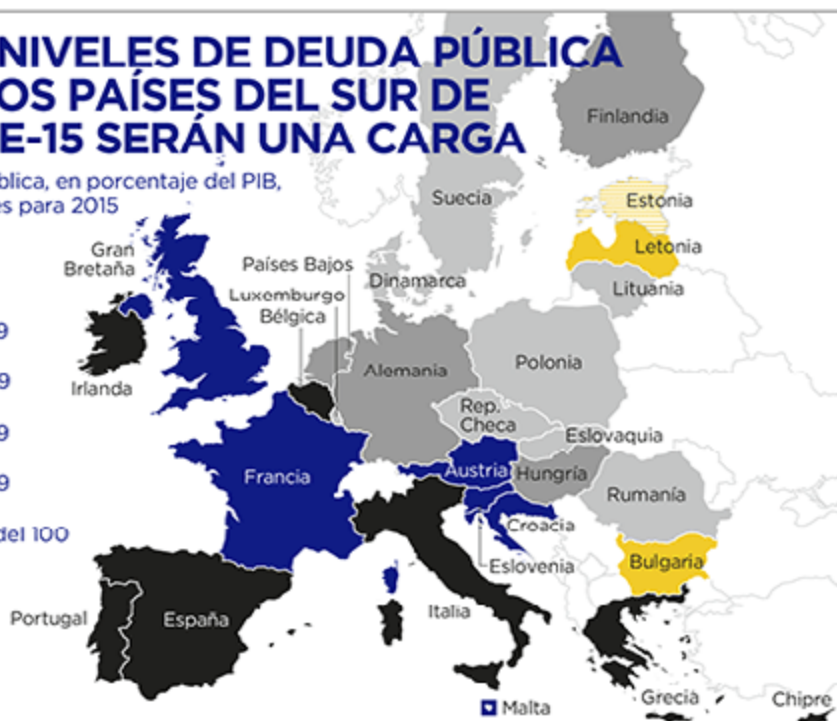 NIVELES DE DEUDA PÚBLICA
OS PAÍSES DEL SUR DE
E-15 SERÁN UNA CARGA
blica, en porcentaje del PIB,
es para 2015
Finlandia
Suecia
Estonia
Letonia
Gran
Bretaña
Países Bajos
Dinamarca
Lituania
Luxemburgo
Bélgica
9
Irlanda
Alemania
Polonia
9
Rep.
Checa
9
Eslovaquia
Francia
Austria
Hungría
9
Rumanía
del 100
Croacia
Eslovenia
Bulgaria
Portugal
España
Italia
Malta
Grecia
Chipre